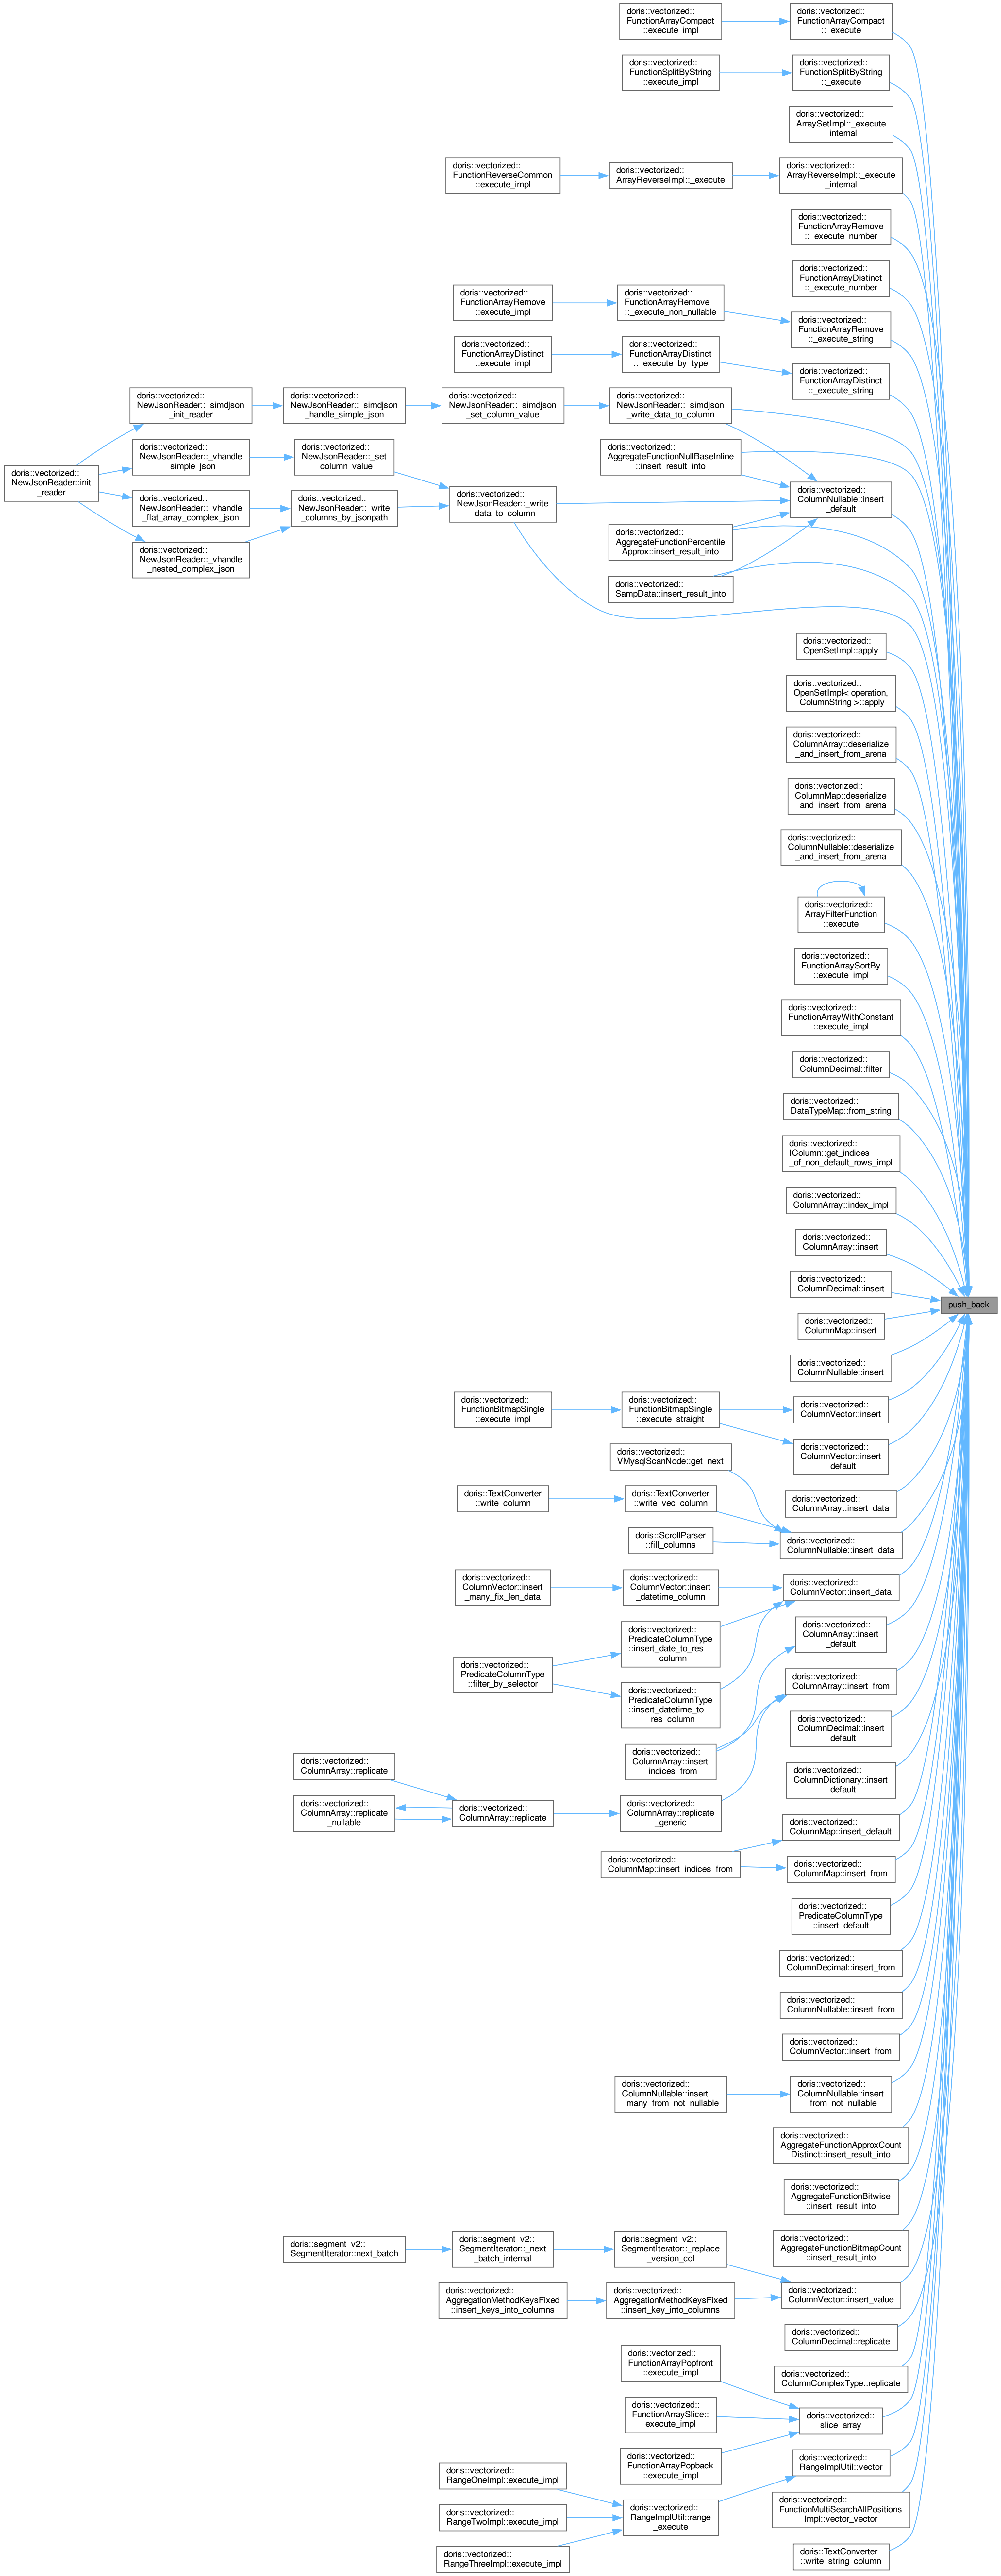 doris::vectorized::
FunctionArrayCompact
::execute_impl
doris::vectorized::
FunctionArrayCompact
::_execute
doris::vectorized::
FunctionSplitByString
::execute_impl
doris::vectorized::
FunctionSplitByString
::_execute
doris::vectorized::
ArraySetImpl::_execute
_internal
doris::vectorized::
FunctionReverseCommon
::execute_impl
doris::vectorized::
ArrayReverseImpl::_execute
doris::vectorized::
ArrayReverseImpl::_execute
_internal
doris::vectorized::
FunctionArrayRemove
::_execute_number
doris::vectorized::
FunctionArrayDistinct
::_execute_number
doris::vectorized::
FunctionArrayRemove
::execute_impl
doris::vectorized::
FunctionArrayRemove
::_execute_non_nullable
doris::vectorized::
FunctionArrayRemove
::_execute_string
doris::vectorized::
FunctionArrayDistinct
::execute_impl
doris::vectorized::
FunctionArrayDistinct
::_execute_by_type
doris::vectorized::
FunctionArrayDistinct
::_execute_string
doris::vectorized::
NewJsonReader::_simdjson
_init_reader
doris::vectorized::
NewJsonReader::_simdjson
_handle_simple_json
doris::vectorized::
NewJsonReader::_simdjson
_set_column_value
doris::vectorized::
NewJsonReader::_simdjson
_write_data_to_column
doris::vectorized::
NewJsonReader::init
_reader
doris::vectorized::
NewJsonReader::_vhandle
_simple_json
doris::vectorized::
NewJsonReader::_set
_column_value
doris::vectorized::
AggregateFunctionNullBaseInline
::insert_result_into
doris::vectorized::
NewJsonReader::_vhandle
_flat_array_complex_json
doris::vectorized::
NewJsonReader::_write
_columns_by_jsonpath
doris::vectorized::
NewJsonReader::_write
_data_to_column
doris::vectorized::
ColumnNullable::insert
_default
doris::vectorized::
NewJsonReader::_vhandle
_nested_complex_json
doris::vectorized::
AggregateFunctionPercentile
Approx::insert_result_into
doris::vectorized::
SampData::insert_result_into
doris::vectorized::
OpenSetImpl::apply
doris::vectorized::
OpenSetImpl< operation,
ColumnString >::apply
doris::vectorized::
ColumnArray::deserialize
_and_insert_from_arena
doris::vectorized::
ColumnMap::deserialize
_and_insert_from_arena
doris::vectorized::
ColumnNullable::deserialize
_and_insert_from_arena
doris::vectorized::
ArrayFilterFunction
::execute
doris::vectorized::
FunctionArraySortBy
::execute_impl
doris::vectorized::
FunctionArrayWithConstant
::execute_impl
doris::vectorized::
ColumnDecimal::filter
doris::vectorized::
DataTypeMap::from_string
doris::vectorized::
IColumn::get_indices
_of_non_default_rows_impl
doris::vectorized::
ColumnArray::index_impl
doris::vectorized::
ColumnArray::insert
doris::vectorized::
ColumnDecimal::insert
push_back
doris::vectorized::
ColumnMap::insert
doris::vectorized::
ColumnNullable::insert
doris::vectorized::
FunctionBitmapSingle
::execute_impl
doris::vectorized::
FunctionBitmapSingle
::execute_straight
doris::vectorized::
ColumnVector::insert
doris::vectorized::
ColumnVector::insert
_default
doris::vectorized::
VMysqlScanNode::get_next
doris::vectorized::
ColumnArray::insert_data
doris::TextConverter
::write_column
doris::TextConverter
::write_vec_column
doris::ScrollParser
::fill_columns
doris::vectorized::
ColumnNullable::insert_data
doris::vectorized::
ColumnVector::insert
_many_fix_len_data
doris::vectorized::
ColumnVector::insert
_datetime_column
doris::vectorized::
ColumnVector::insert_data
doris::vectorized::
PredicateColumnType
::insert_date_to_res
_column
doris::vectorized::
ColumnArray::insert
_default
doris::vectorized::
PredicateColumnType
::filter_by_selector
doris::vectorized::
PredicateColumnType
::insert_datetime_to
_res_column
doris::vectorized::
ColumnArray::insert_from
doris::vectorized::
ColumnDecimal::insert
_default
doris::vectorized::
ColumnArray::insert
_indices_from
doris::vectorized::
ColumnArray::replicate
doris::vectorized::
ColumnDictionary::insert
_default
doris::vectorized::
ColumnArray::replicate
_nullable
doris::vectorized::
ColumnArray::replicate
doris::vectorized::
ColumnArray::replicate
_generic
doris::vectorized::
ColumnMap::insert_default
doris::vectorized::
ColumnMap::insert_indices_from
doris::vectorized::
ColumnMap::insert_from
doris::vectorized::
PredicateColumnType
::insert_default
doris::vectorized::
ColumnDecimal::insert_from
doris::vectorized::
ColumnNullable::insert_from
doris::vectorized::
ColumnVector::insert_from
doris::vectorized::
ColumnNullable::insert
_many_from_not_nullable
doris::vectorized::
ColumnNullable::insert
_from_not_nullable
doris::vectorized::
AggregateFunctionApproxCount
Distinct::insert_result_into
doris::vectorized::
AggregateFunctionBitwise
::insert_result_into
doris::vectorized::
AggregateFunctionBitmapCount
::insert_result_into
doris::segment_v2::
SegmentIterator::next_batch
doris::segment_v2::
SegmentIterator::_next
_batch_internal
doris::segment_v2::
SegmentIterator::_replace
_version_col
doris::vectorized::
AggregationMethodKeysFixed
::insert_keys_into_columns
doris::vectorized::
AggregationMethodKeysFixed
::insert_key_into_columns
doris::vectorized::
ColumnVector::insert_value
doris::vectorized::
ColumnDecimal::replicate
doris::vectorized::
ColumnComplexType::replicate
doris::vectorized::
FunctionArrayPopfront
::execute_impl
doris::vectorized::
FunctionArraySlice::
execute_impl
doris::vectorized::
slice_array
doris::vectorized::
FunctionArrayPopback
::execute_impl
doris::vectorized::
RangeImplUtil::vector
doris::vectorized::
RangeOneImpl::execute_impl
doris::vectorized::
RangeTwoImpl::execute_impl
doris::vectorized::
RangeImplUtil::range
_execute
doris::vectorized::
FunctionMultiSearchAllPositions
Impl::vector_vector
doris::vectorized::
RangeThreeImpl::execute_impl
doris::TextConverter
::write_string_column